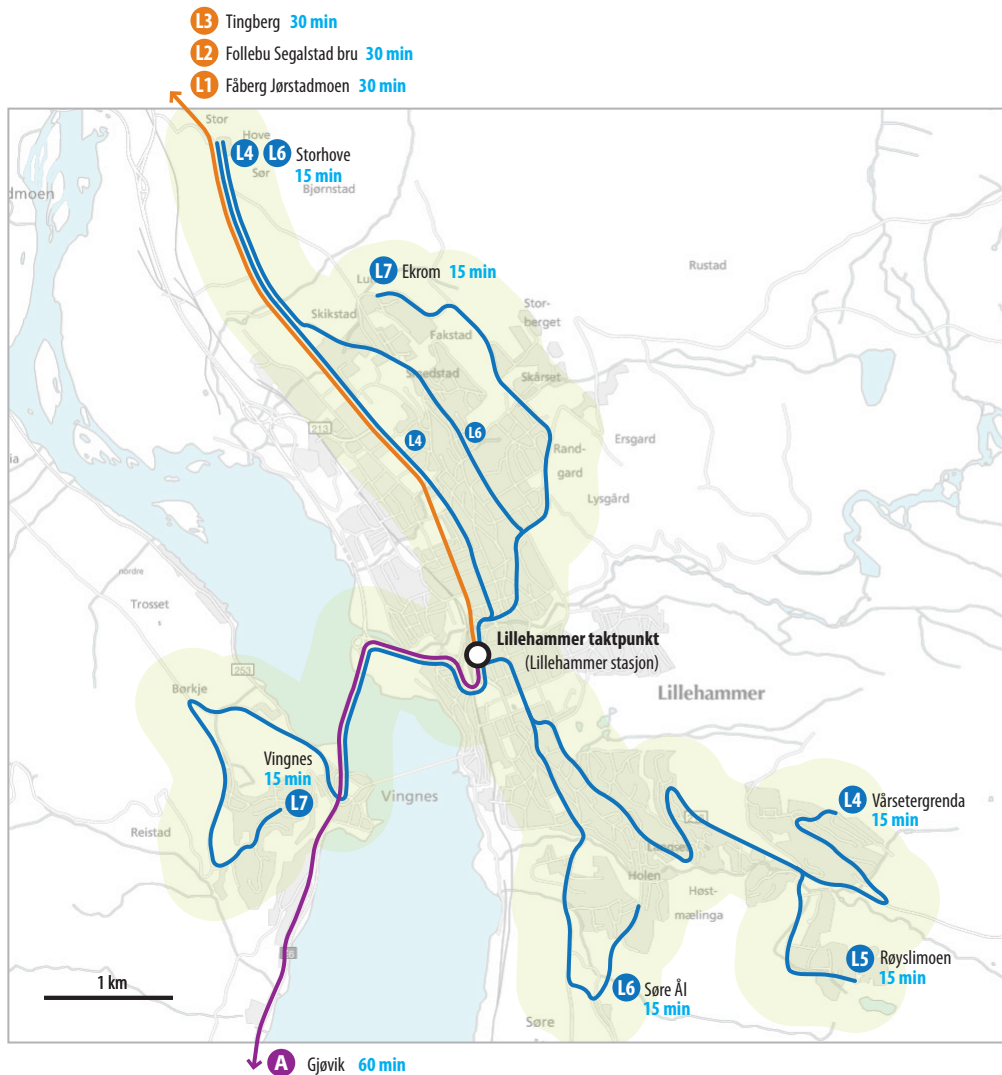 L3 Tingberg 30 min
L2 Follebu Segalstad bru 30 min
L1 Fåberg Jørstadmoen 30 min
Stor
Hove
L4 L6 Storhove
15 min
Sør
Bjørnstad
dmoen
L7 Ekrom 15 min
Rustad
Skikstad
Stor-
berget
Fakstad
Skårset
213
L4
L6
Rand-
gard
Ersgard
Lysgård
nordre
Trosset
Lillehammer taktpunkt
(Lillehammer stasjon)
253
Børkje
Lillehammer
Vingnes
15 min
L7
Vingnes
L4 Vårsetergrenda
15 min
Reistad
Holen
Høst-
mælinga
L5 Røyslimoen
15 min
1 km
L6 Søre Ål
15 min
Søre
A Gjøvik 60 min